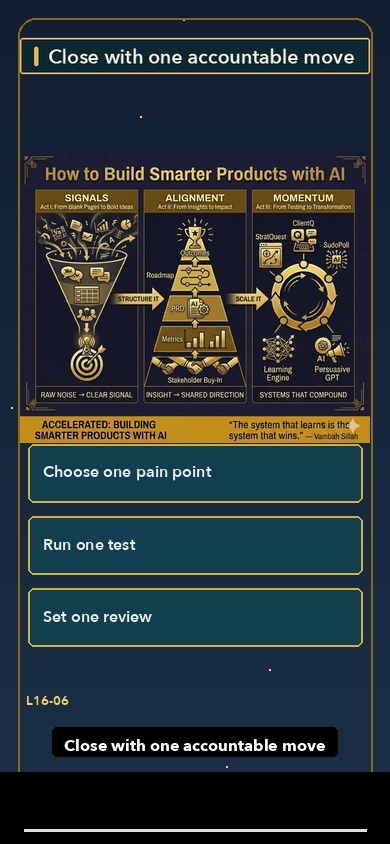 Close with one accountable move
How to Build Smarter Products with AI
SIGNALS
Act I: From Blank Pages to Bold Ideas
ALIGNMENT
Act II: From Insights to Impact
MOMENTUM
Act III: From Testing to Transformation
ClientQ
StratQuest
SudoPoll
Outcomes
Roadmap
STRUCTURE IT
SCALE IT
PRD
AI
Metrics
Stakeholder Buy-In
Learning
Engine
AI
Persuasive
GPT
RAW NOISE → CLEAR SIGNAL
INSIGHT → SHARED DIRECTION
SYSTEMS THAT COMPOUND
ACCELERATED: BUILDING
SMARTER PRODUCTS WITH AI
"The system that learns is the
system that wins." — Vambah Sillah
Choose one pain point
Run one test
Set one review
L16-06
Close with one accountable move